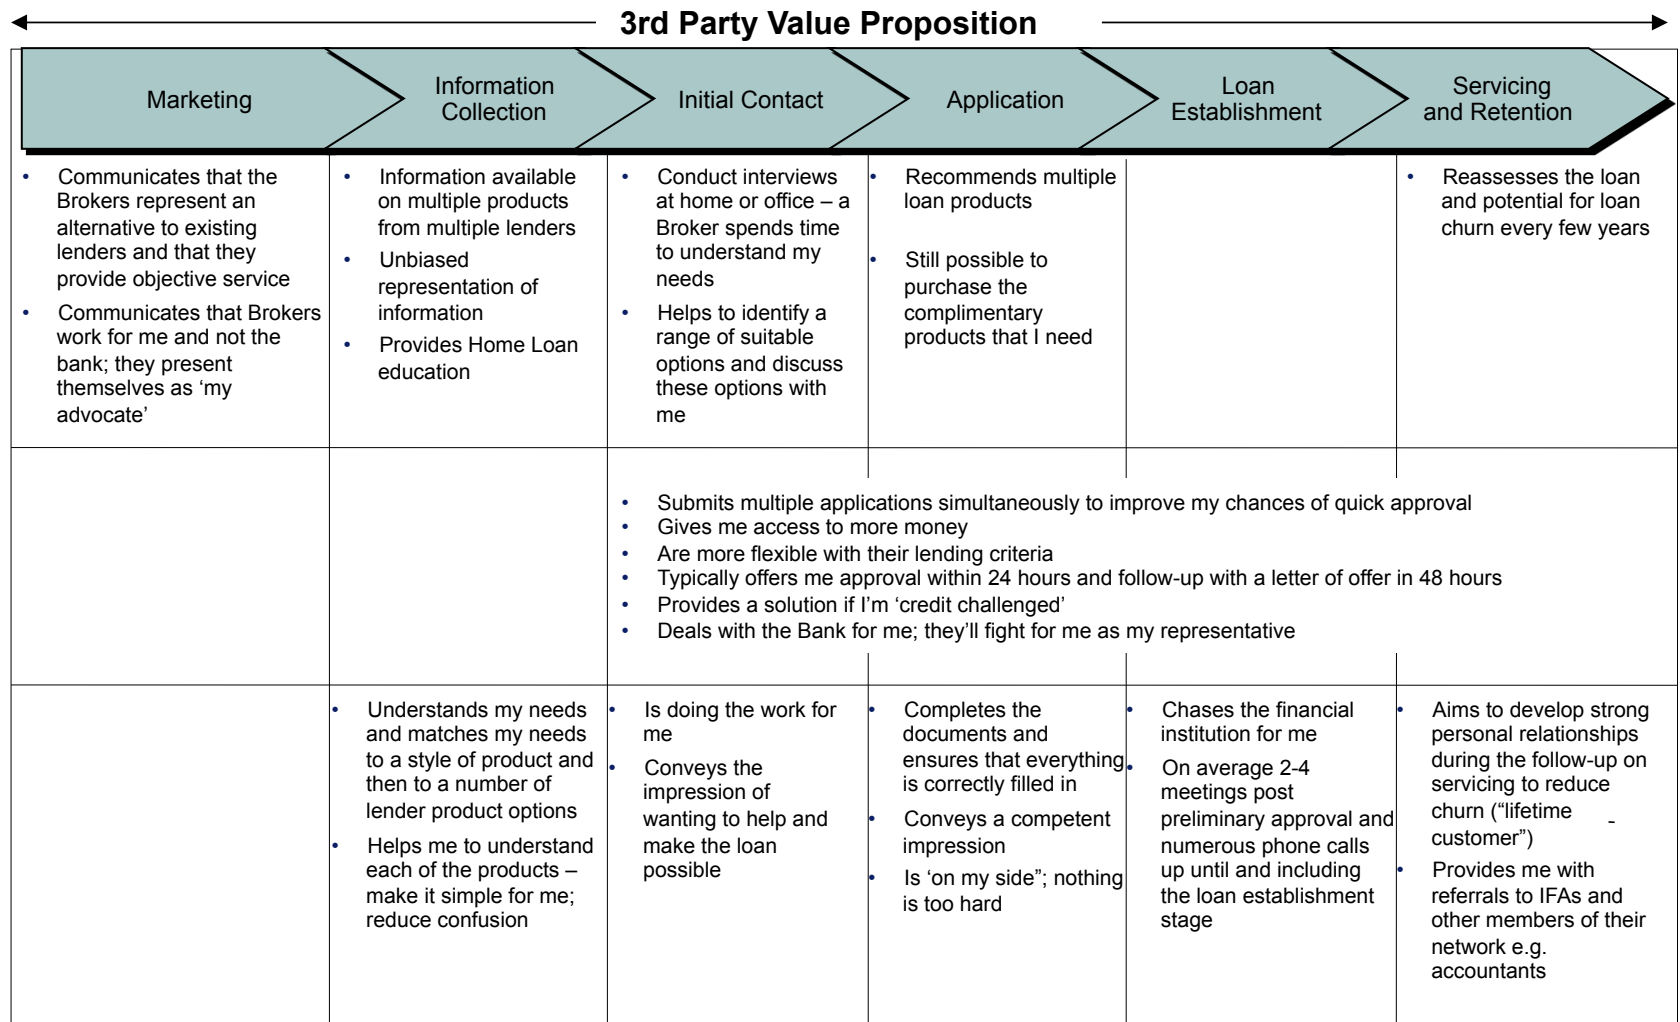 3rd Party Value Proposition
Marketing
Information
Collection
Initial Contact
Application
Loan
Establishment
Servicing
and Retention
• Communicates that the
Brokers represent an
alternative to existing
lenders and that they
provide objective service
• Communicates that Brokers
work for me and not the
bank; they present
themselves as ‘my
advocate’
• Information available
on multiple products
from multiple lenders
• Unbiased
representation of
information
• Provides Home Loan
education
• Conduct interviews
at home or office – a
Broker spends time
to understand my
needs
• Helps to identify a
range of suitable
options and discuss
these options with
me
• Recommends multiple
loan products
• Still possible to
purchase the
complimentary
products that I need
• Reassesses the loan
and potential for loan
churn every few years
• Submits multiple applications simultaneously to improve my chances of quick approval
• Gives me access to more money
• Are more flexible with their lending criteria
• Typically offers me approval within 24 hours and follow-up with a letter of offer in 48 hours
• Provides a solution if I’m ‘credit challenged’
• Deals with the Bank for me; they’ll fight for me as my representative
• Understands my needs
and matches my needs
to a style of product and
then to a number of
lender product options
• Helps me to understand
each of the products –
make it simple for me;
reduce confusion
• Is doing the work for
me
• Conveys the
impression of
wanting to help and
make the loan
possible
• Completes the
documents and
ensures that everything
is correctly filled in
• Conveys a competent
impression
• Is ‘on my side”; nothing
is too hard
• Chases the financial
institution for me
• On average 2-4
meetings post
preliminary approval and
numerous phone calls
up until and including
the loan establishment
stage
• Aims to develop strong
personal relationships
during the follow-up on
servicing to reduce
churn (“lifetime -
customer”)
• Provides me with
referrals to IFAs and
other members of their
network e.g.
accountants